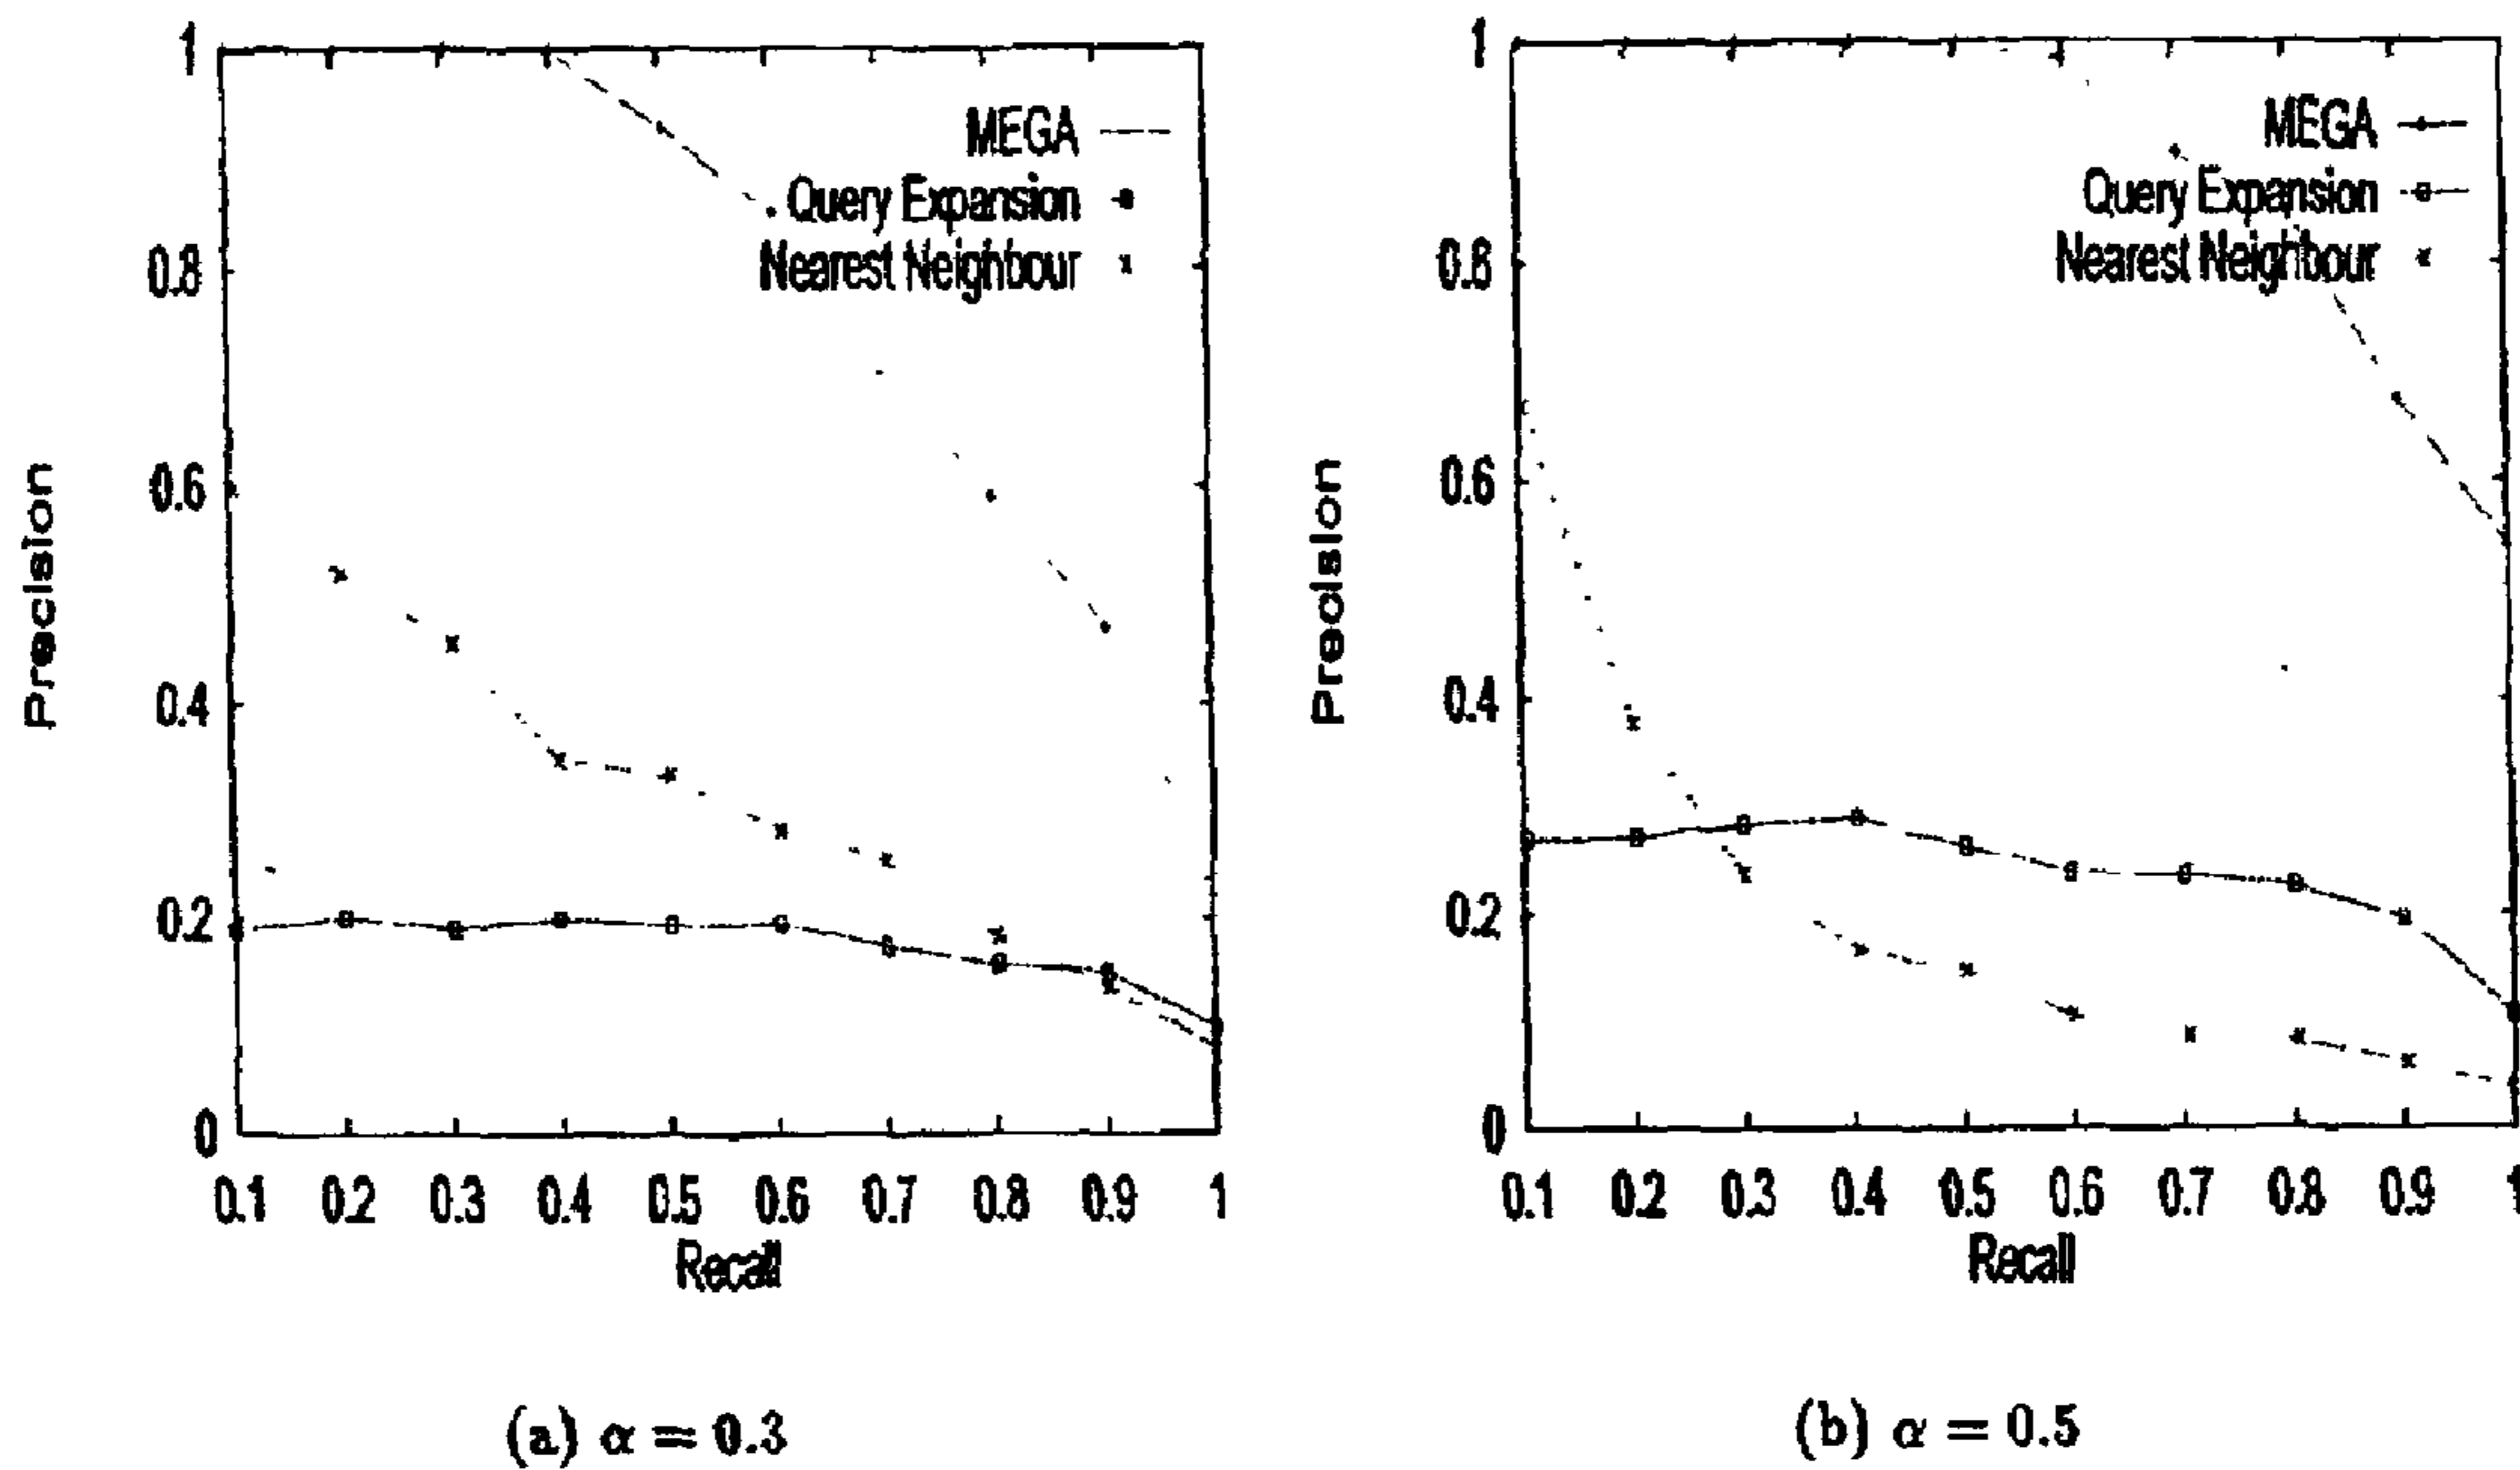 1
MEGA
Query Expansion
Nearest Neighbour
0.8
0.6
0.4
0.2
0
Precision
0.1 0.2 0.3 0.4 0.5 0.6 0.7 0.8 0.9 1
Recall
(a) α = 0.3
1
MEGA
Query Expansion
Nearest Neighbour
0.8
0.6
0.4
0.2
0
Precision
0.1 0.2 0.3 0.4 0.5 0.6 0.7 0.8 0.9 1
Recall
(b) α = 0.5